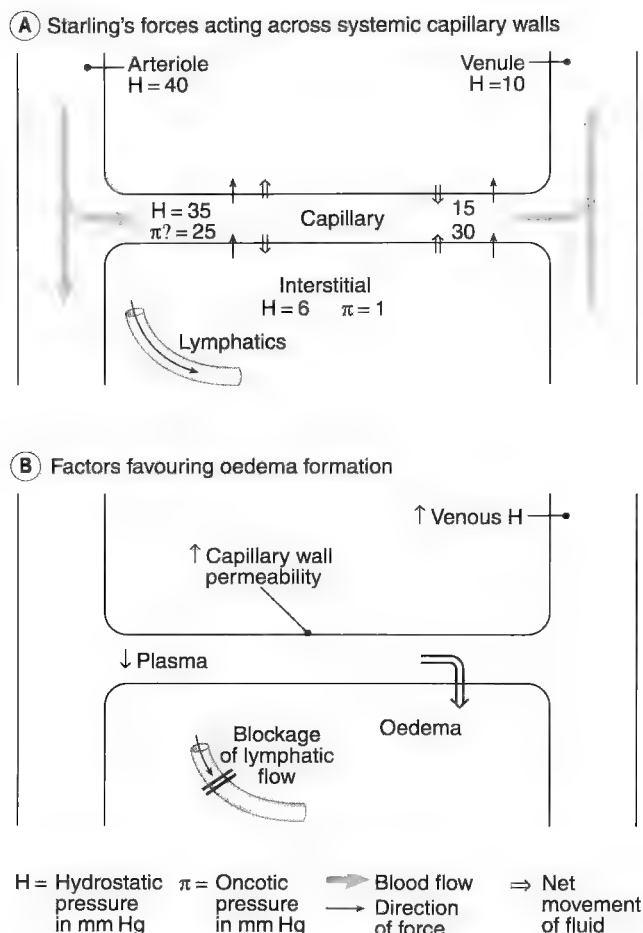 A Starling's forces acting across systemic capillary walls
Arteriole
H = 40
Venule
H =10
H = 35
π? = 25
Capillary
15
30
Interstitial
H = 6 π = 1
Lymphatics
B Factors favouring oedema formation
↑ Venous H
↑ Capillary wall
permeability
↓ Plasma
Oedema
Blockage
of lymphatic
flow
H = Hydrostatic
pressure
in mm Hg
π = Oncotic
pressure
in mm Hg
Blood flow
Direction
of force
⇒ Net
movement
of fluid